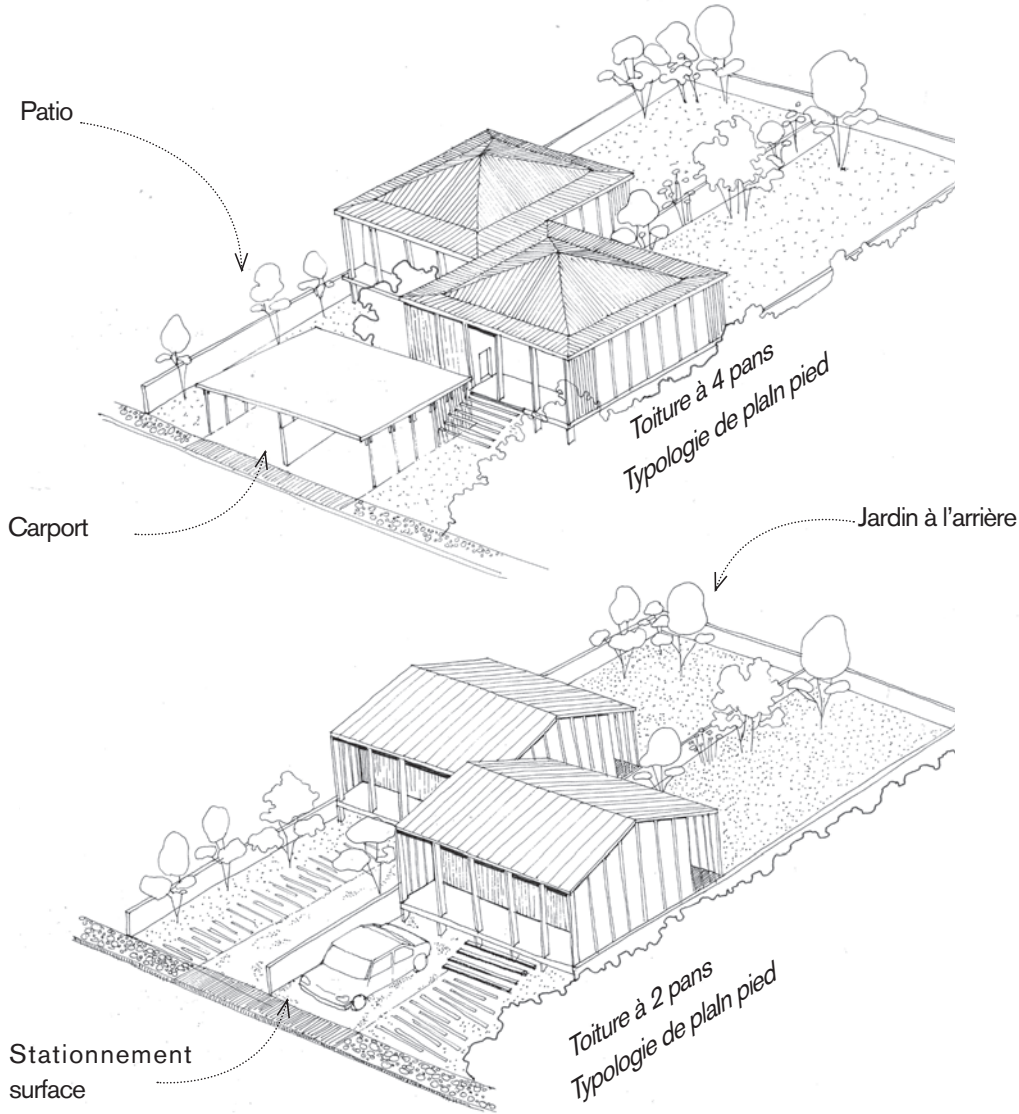 Patio
Toiture à 4 pans
Typologie de plaIn pied
Carport
Jardin à l'arrière
Toiture à 2 pans
Typologie de plaIn pied
Stationnement
surface